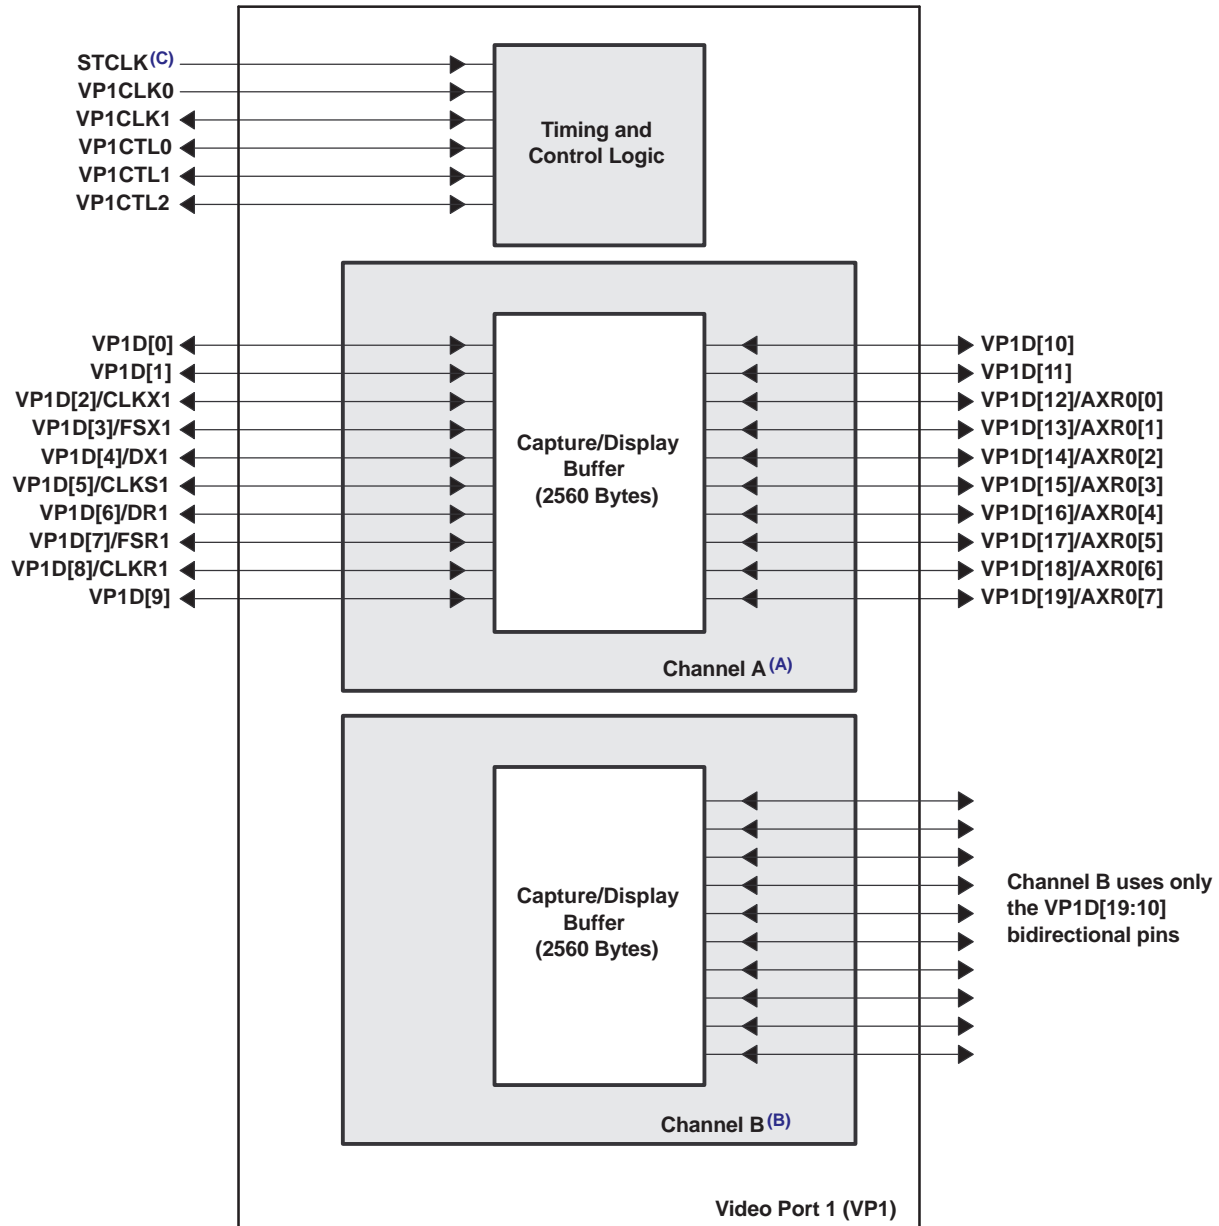 STCLK(C)
VP1CLK0
VP1CLK1
VP1CTL0
VP1CTL1
VP1CTL2
Timing and
Control Logic
VP1D[0]
VP1D[1]
VP1D[2]/CLKX1
VP1D[3]/FSX1
VP1D[4]/DX1
VP1D[5]/CLKS1
VP1D[6]/DR1
VP1D[7]/FSR1
VP1D[8]/CLKR1
VP1D[9]
Capture/Display
Buffer
(2560 Bytes)
VP1D[10]
VP1D[11]
VP1D[12]/AXR0[0]
VP1D[13]/AXR0[1]
VP1D[14]/AXR0[2]
VP1D[15]/AXR0[3]
VP1D[16]/AXR0[4]
VP1D[17]/AXR0[5]
VP1D[18]/AXR0[6]
VP1D[19]/AXR0[7]
Channel A(A)
Capture/Display
Buffer
(2560 Bytes)
Channel B uses only
the VP1D[19:10]
bidirectional pins
Channel B(B)
Video Port 1 (VP1)